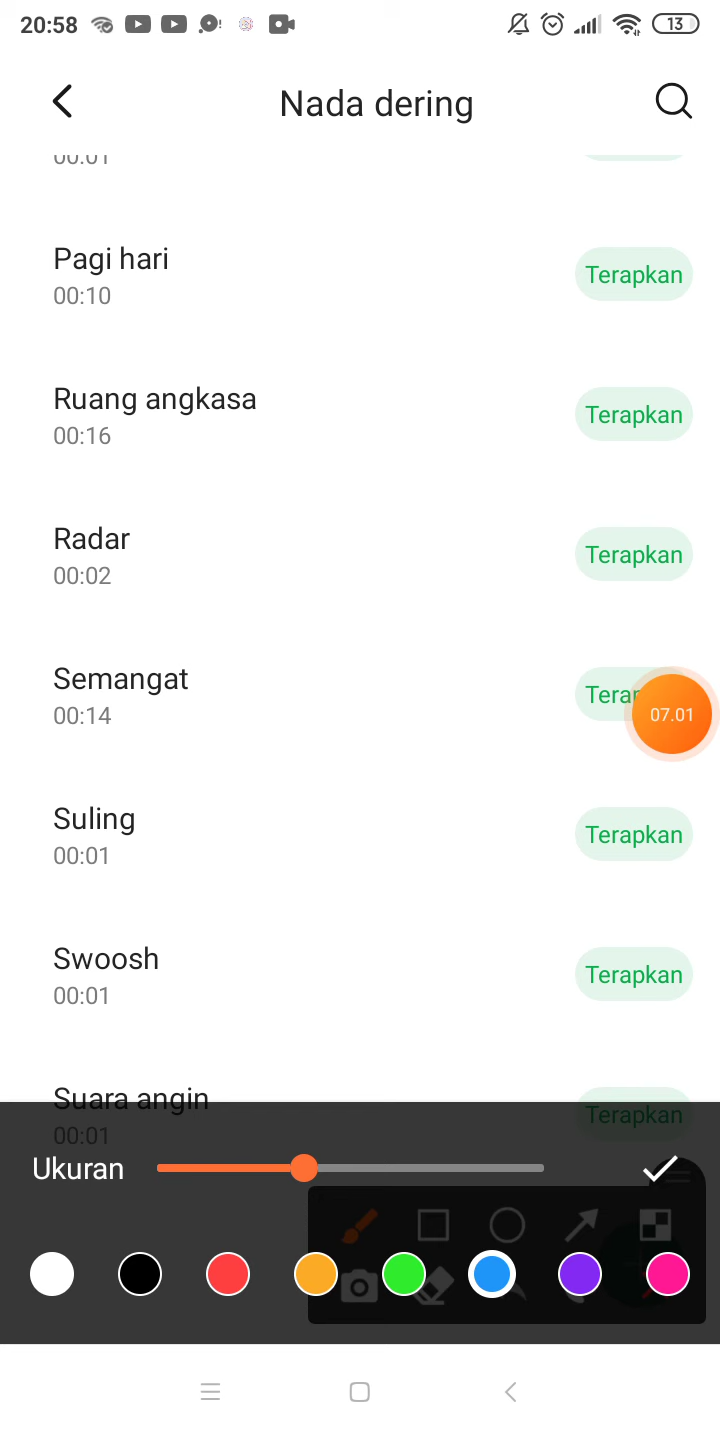 20:58
13
Nada dering
00:01
Pagi hari
Terapkan
00:10
Ruang angkasa
Terapkan
00:16
Radar
Terapkan
00:02
Semangat
07.01
00:14
Suling
Terapkan
00:01
Swoosh
Terapkan
00:01
Suara angin
Terapkan
00:01
Ukuran